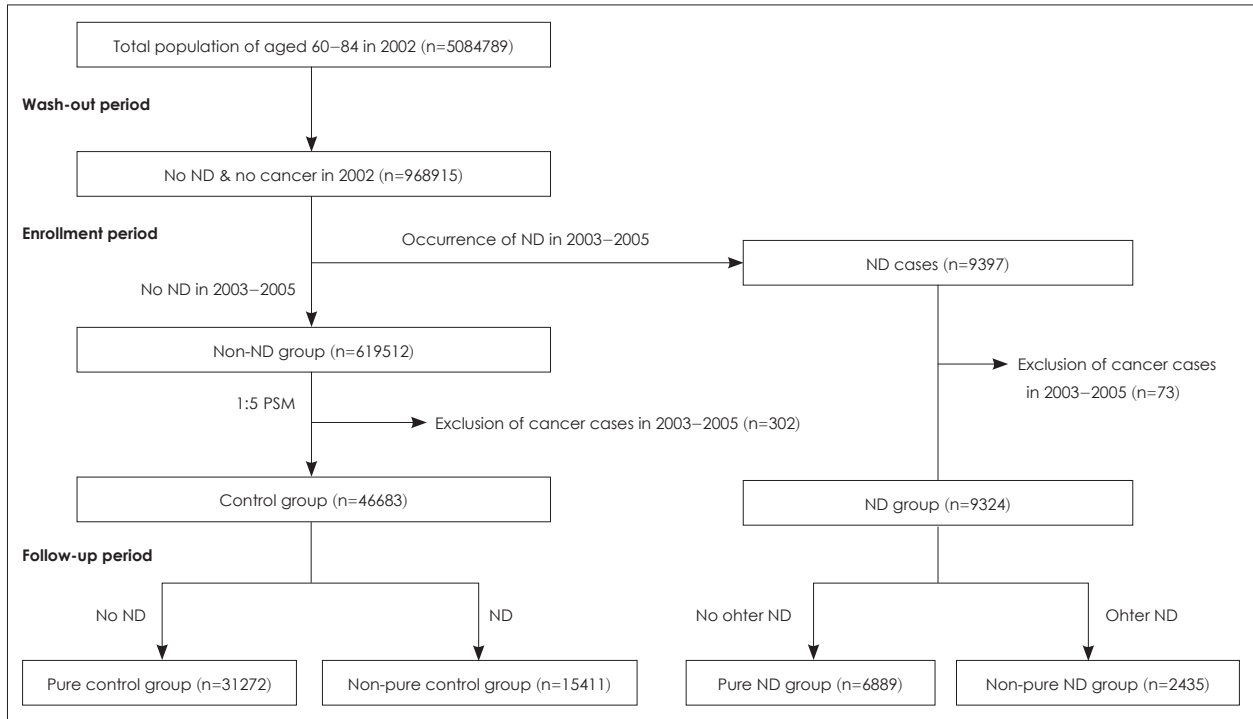 Total population of aged 60–84 in 2002 (n=5084789)
Wash-out period
No ND & no cancer in 2002 (n=968915)
Enrollment period
Occurrence of ND in 2003–2005
ND cases (n=9397)
No ND in 2003–2005
Non-ND group (n=619512)
Exclusion of cancer cases
in 2003–2005 (n=73)
1:5 PSM
Exclusion of cancer cases in 2003–2005 (n=302)
Control group (n=46683)
ND group (n=9324)
Follow-up period
No ND
ND
No ohter ND
Ohter ND
Pure control group (n=31272)
Non-pure control group (n=15411)
Pure ND group (n=6889)
Non-pure ND group (n=2435)